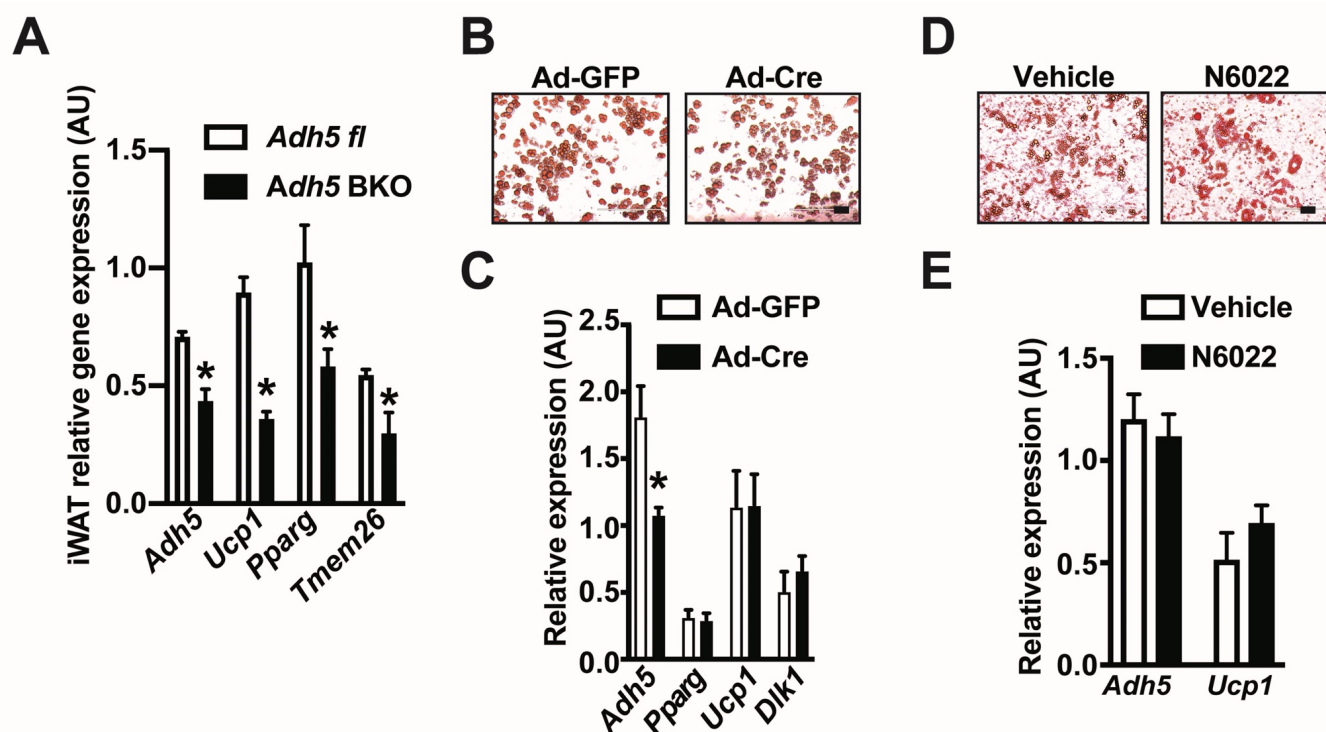 A
iWAT relative gene expression (AU)
Adh5 fl
Adh5 BKO
1.5
1.0
0.5
0.0
*
*
*
*
Adh5
Ucp1
Pparg
Tmem26
B
Ad-GFP
Ad-Cre
C
Relative expression (AU)
Ad-GFP
Ad-Cre
2.5
2.0
1.5
1.0
0.5
0.0
*
Adh5
Pparg
Ucp1
Dlk1
D
Vehicle
N6022
E
Relative expression (AU)
Vehicle
N6022
1.5
1.0
0.5
0.0
Adh5
Ucp1